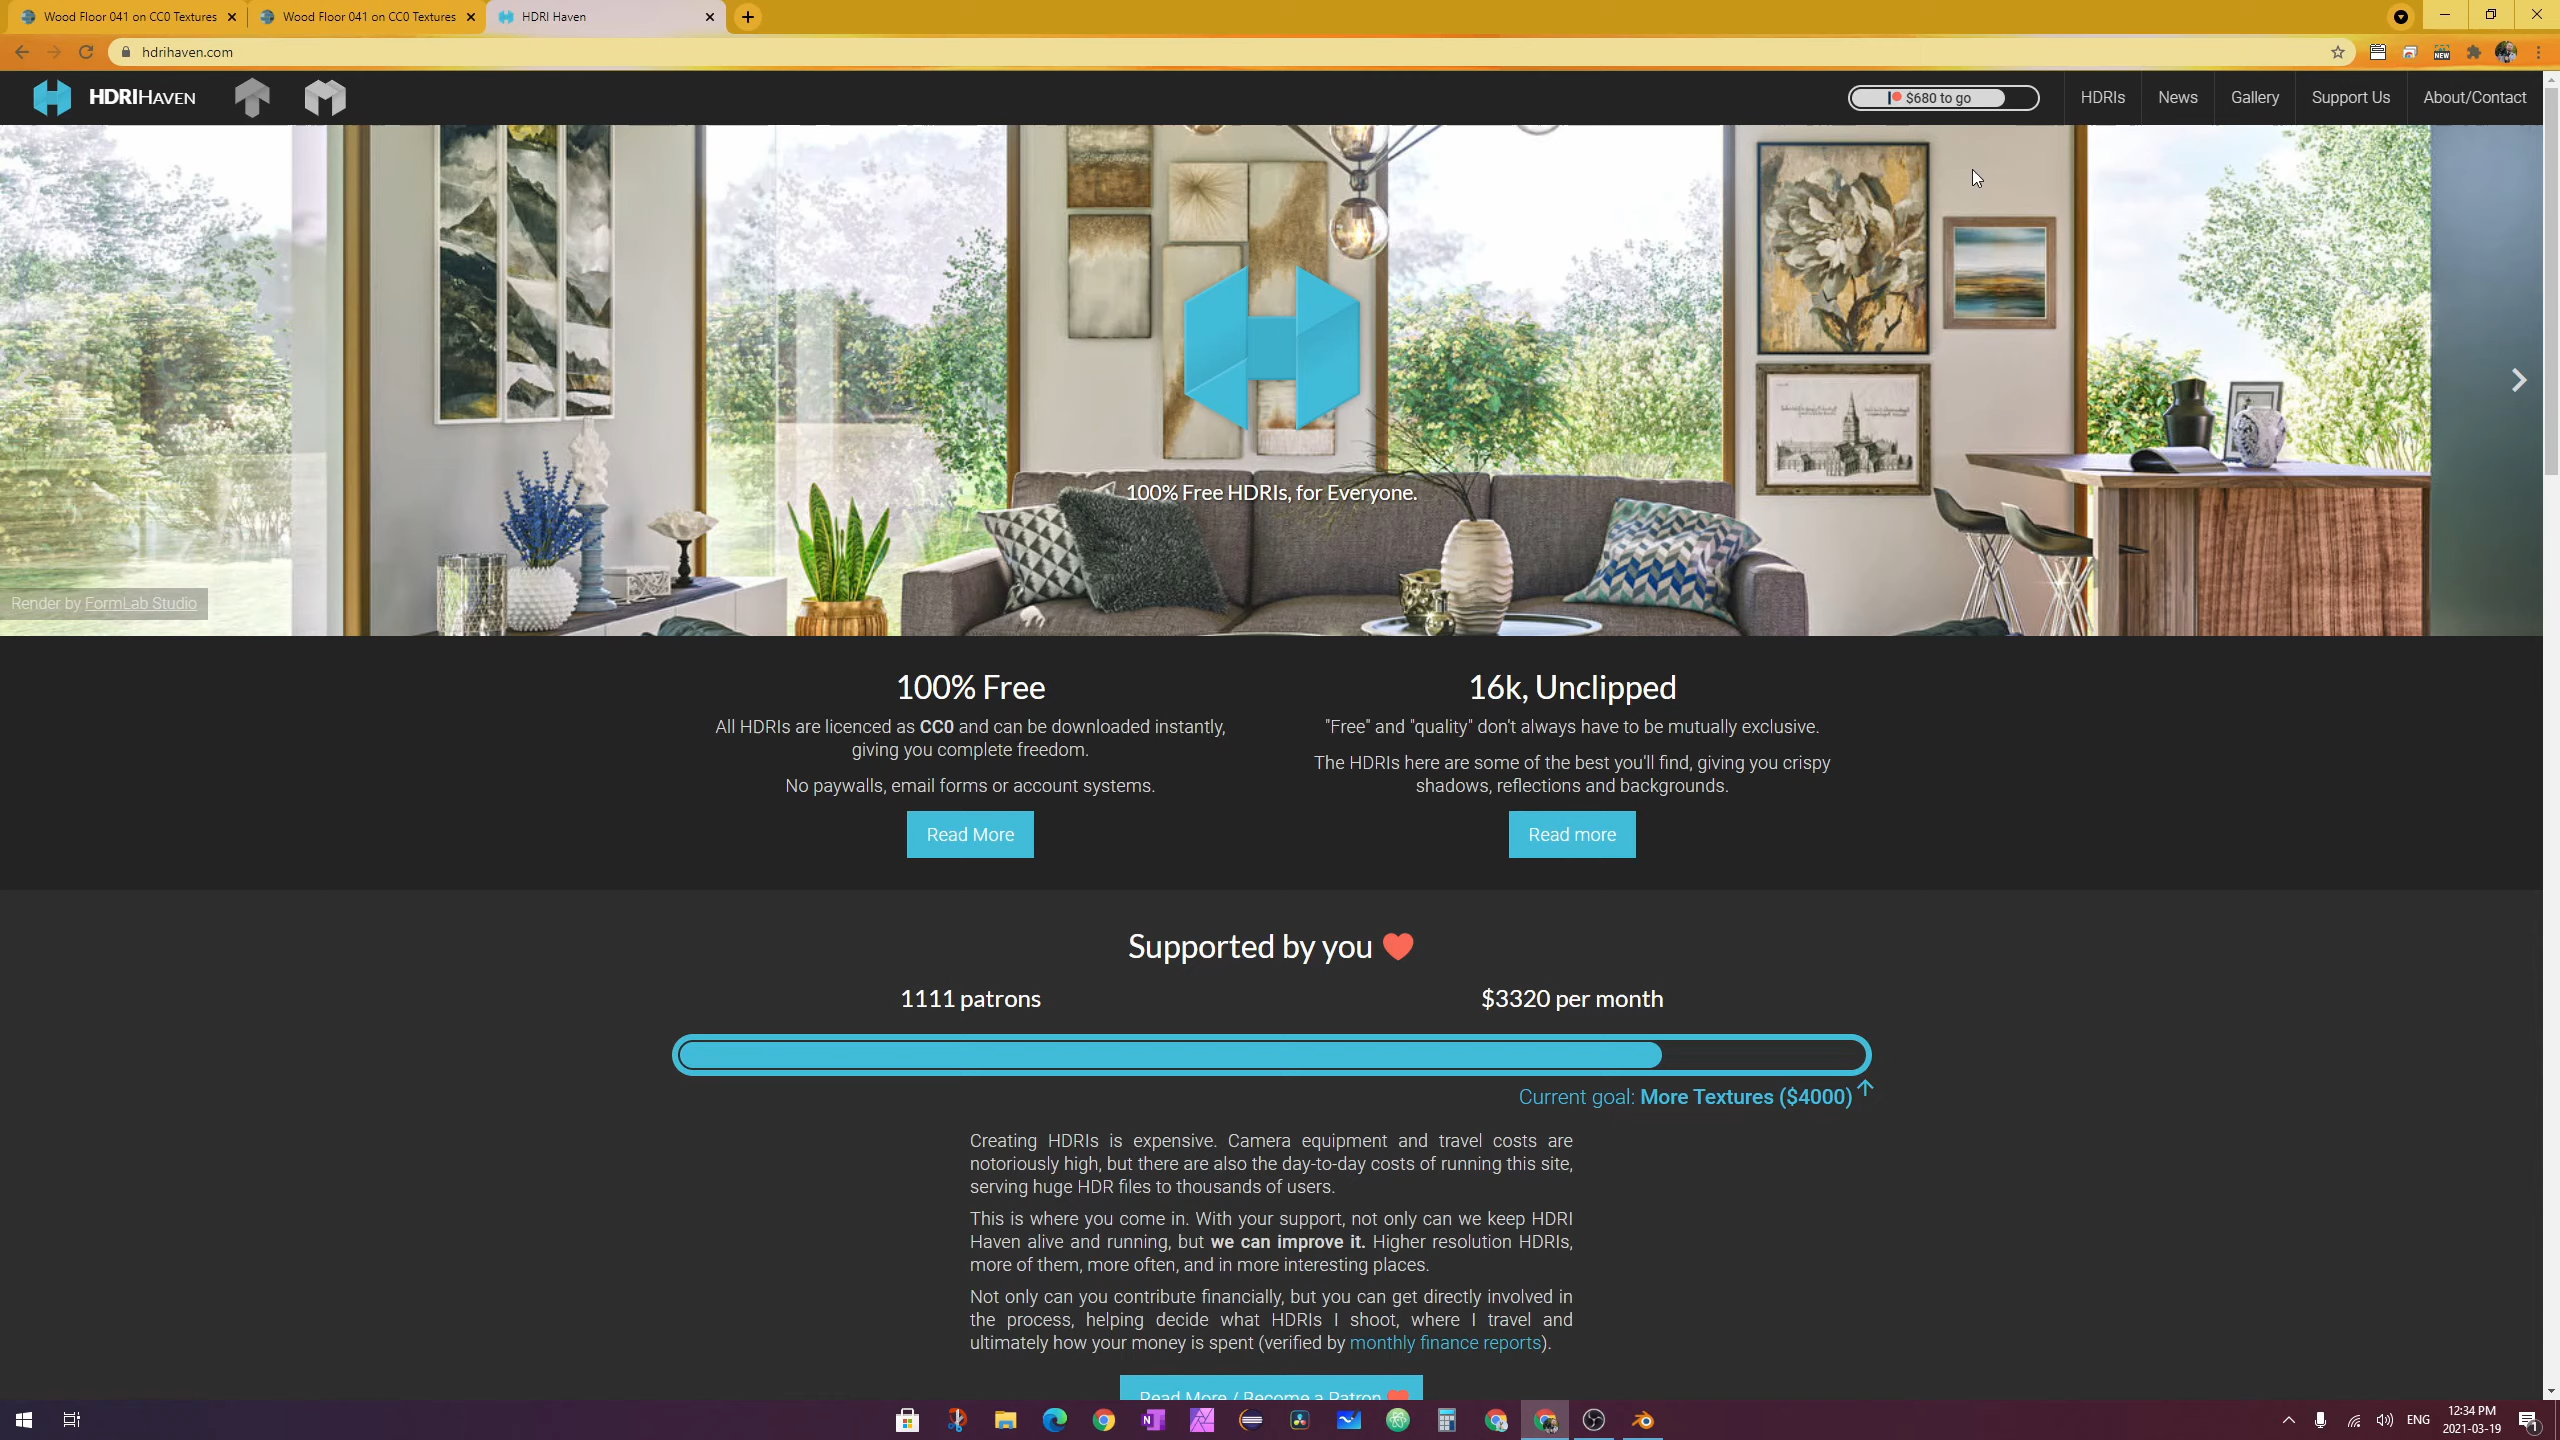 Wood Floor 041 on CC0 Textures
Wood Floor 041 on CC0 Textures
HDRI Haven
hdrihaven.com
NEW
HDRIHAVEN
$680 to go
HDRIs
News
Gallery
Support Us
About/Contact
100% Free HDRIs, for Everyone.
Render by FormLab Studio
100% Free
All HDRIs are licenced as CC0 and can be downloaded instantly,
giving you complete freedom.
No paywalls, email forms or account systems.
Read More
16k, Unclipped
"Free" and "quality" don't always have to be mutually exclusive.
The HDRIs here are some of the best you'll find, giving you crispy
shadows, reflections and backgrounds.
Read more
Supported by you
1111 patrons
$3320 per month
Current goal: More Textures ($4000)
Creating HDRIs is expensive. Camera equipment and travel costs are
notoriously high, but there are also the day-to-day costs of running this site,
serving huge HDR files to thousands of users.
This is where you come in. With your support, not only can we keep HDRI
Haven alive and running, but we can improve it. Higher resolution HDRIs,
more of them, more often, and in more interesting places.
Not only can you contribute financially, but you can get directly involved in
the process, helping decide what HDRIs I shoot, where I travel and
ultimately how your money is spent (verified by monthly finance reports).
Read More / Become a Patron
ENG
12:34 PM
2021-03-19
1